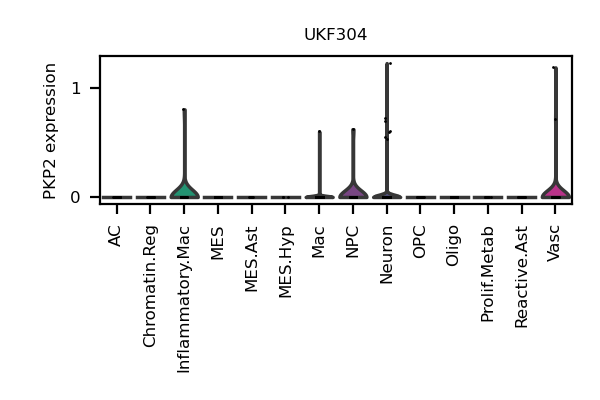 UKF304
PKP2 expression
1
0
AC
Chromatin.Reg
Inflammatory.Mac
MES
MES.Ast
MES.Hyp
Mac
NPC
Neuron
OPC
Oligo
Prolif.Metab
Reactive.Ast
Vasc